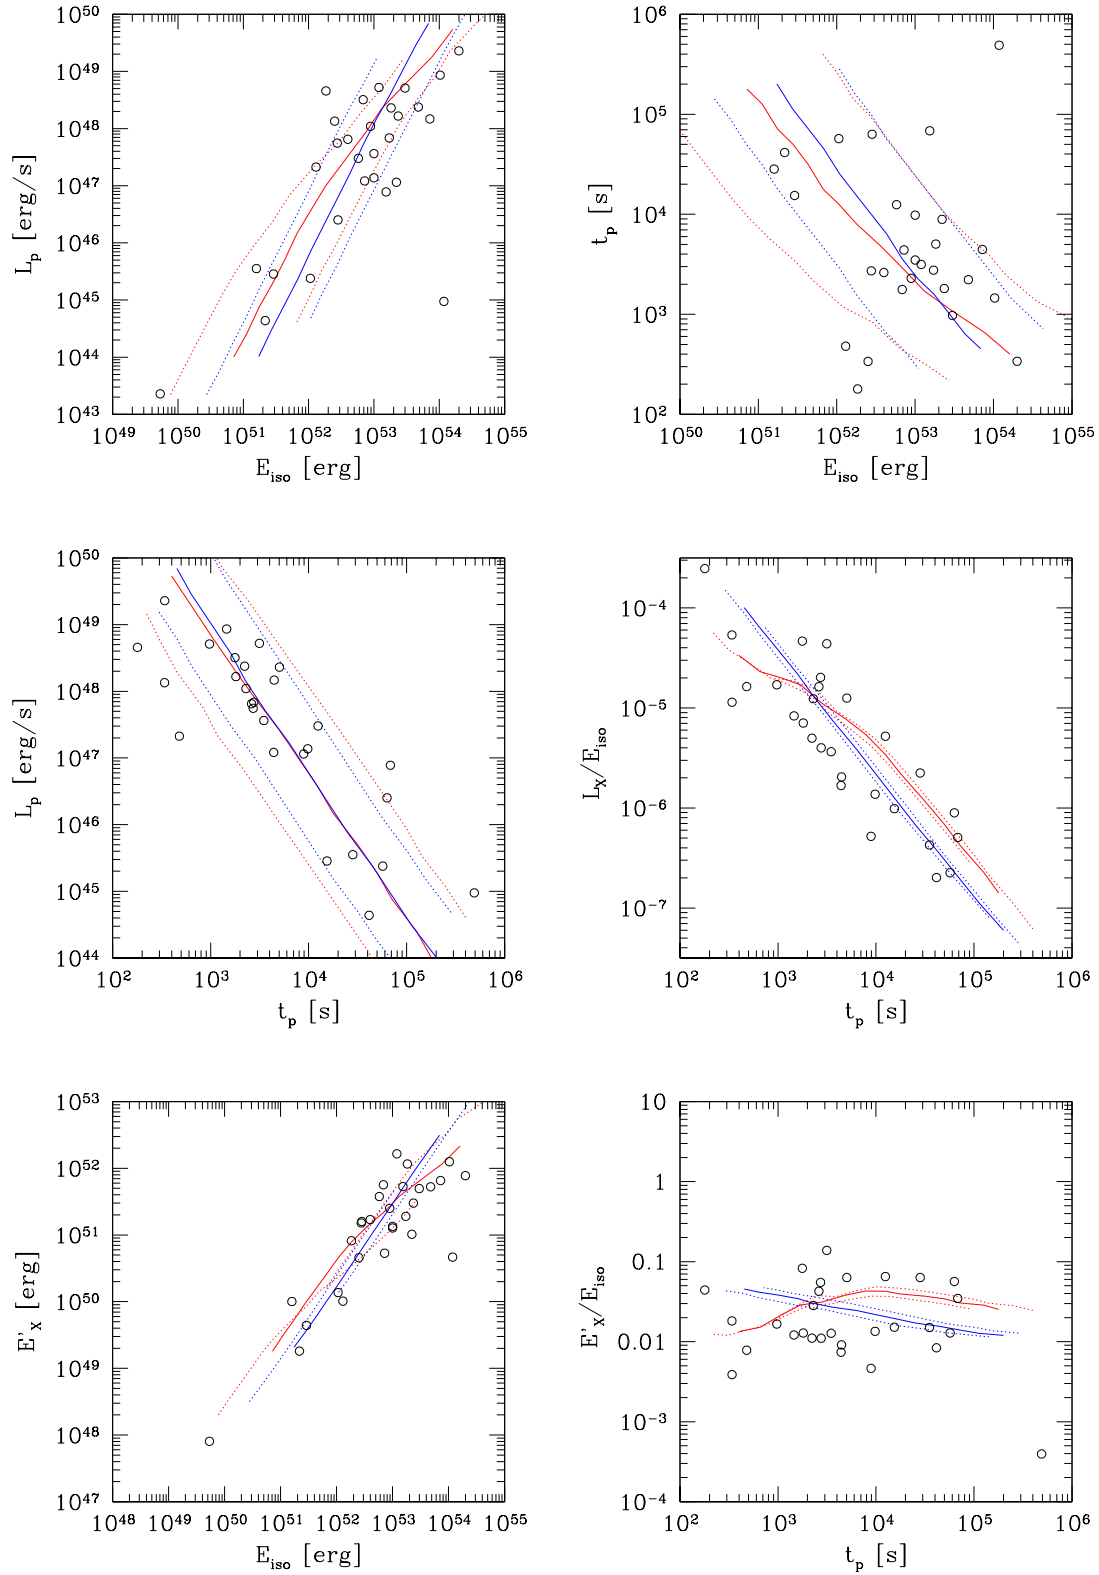 10^50
10^49
10^48
10^47
10^46
10^45
10^44
10^43
L_p [erg/s]
10^49 10^50 10^51 10^52 10^53 10^54 10^55
E_iso [erg]
10^6
10^5
10^4
10^3
10^2
t_p [s]
10^50 10^51 10^52 10^53 10^54 10^55
E_iso [erg]
10^50
10^49
10^48
10^47
10^46
10^45
10^44
L_p [erg/s]
10^2 10^3 10^4 10^5 10^6
t_p [s]
10^-4
10^-5
10^-6
10^-7
L_X/E_iso
10^2 10^3 10^4 10^5 10^6
t_p [s]
10^53
10^52
10^51
10^50
10^49
10^48
10^47
E'_X [erg]
10^48 10^49 10^50 10^51 10^52 10^53 10^54 10^55
E_iso [erg]
10
1
0.1
0.01
10^-3
10^-4
E'_X/E_iso
10^2 10^3 10^4 10^5 10^6
t_p [s]